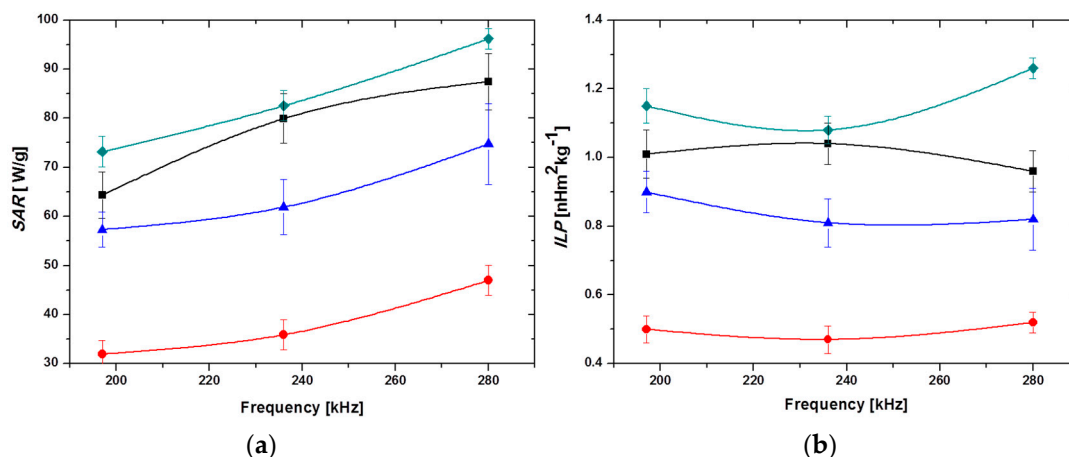 100
90
80
70
60
50
40
30
SAR [ W/g]
200 220 240 260 280
Frequency [kHz]
(a)
1.4
1.2
1.0
0.8
0.6
0.4
ILP [nHm²kg⁻¹]
200 220 240 260 280
Frequency [kHz]
(b)